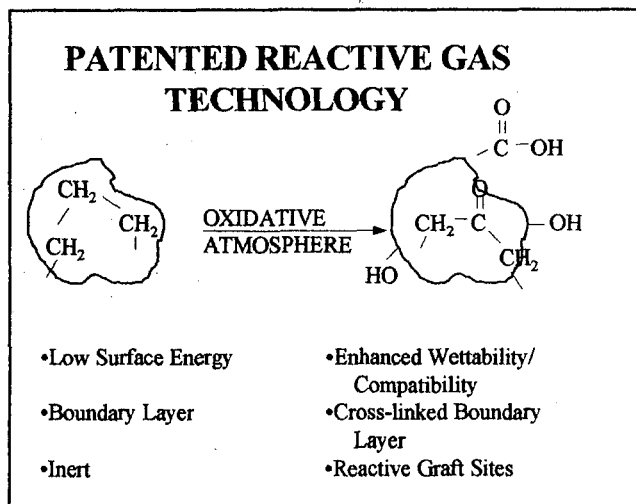 PATENTED REACTIVE GAS
TECHNOLOGY
O
C -OH
CH2
CH2
CH2
OXIDATIVE
ATMOSPHERE
O
CH2 C
OH
CH2
HO
•Low Surface Energy
•Enhanced Wettability/
Compatibility
•Boundary Layer
•Cross-linked Boundary
Layer
•Inert
•Reactive Graft Sites